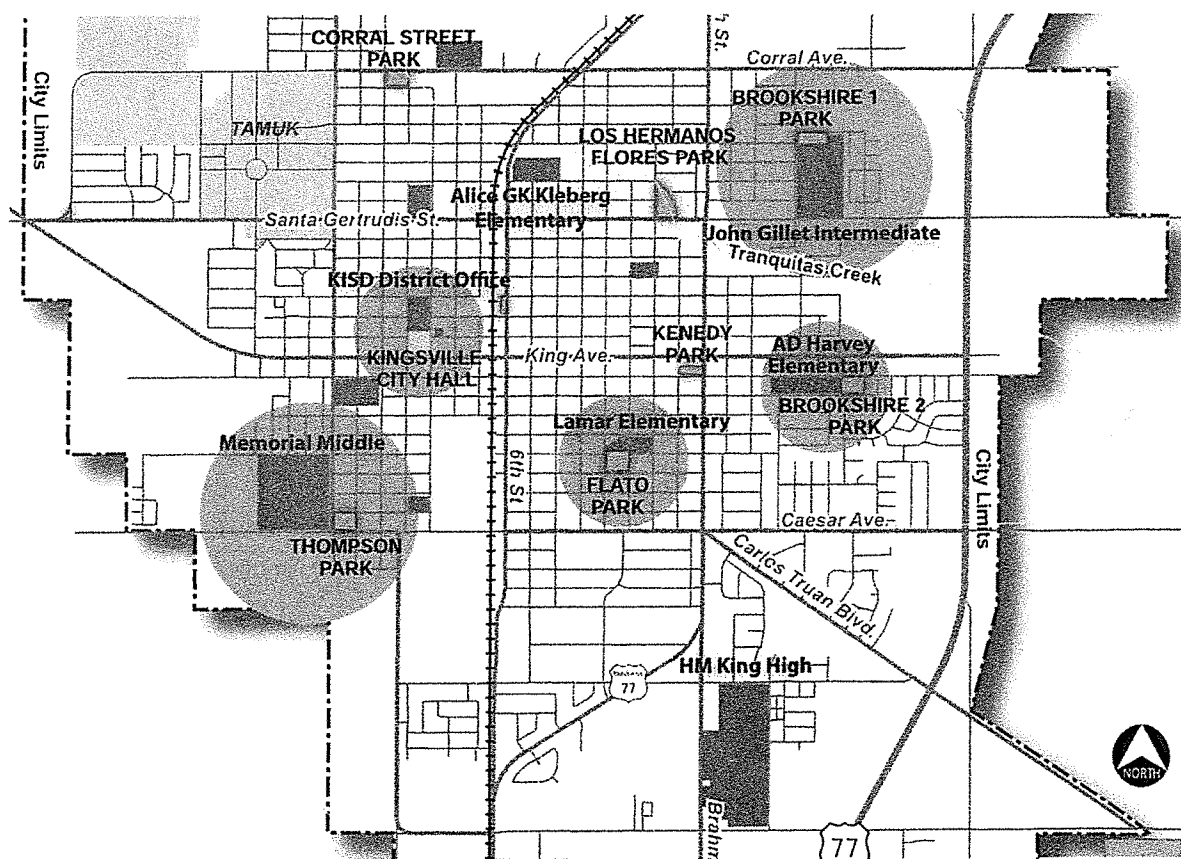 CORRAL STREET
PARK
Corral Ave.
City Limits
BROOKSHIRE 1
PARK
TAMUK
LOS HERMANOS
FLORES PARK
Alice GK Kleberg
Elementary
Santa Gertrudis St.
John Gillet Intermediate
Tranquitas Creek
KISD District Office
KENEDY
PARK
AD Harvey
Elementary
KINGSVILLE
CITY HALL
King Ave.
BROOKSHIRE 2
PARK
Lamar Elementary
Memorial Middle
6th St
FLATO
PARK
City Limits
Caesar Ave.
THOMPSON
PARK
Carlos Truan Blvd.
HM King High
77
NORTH
77